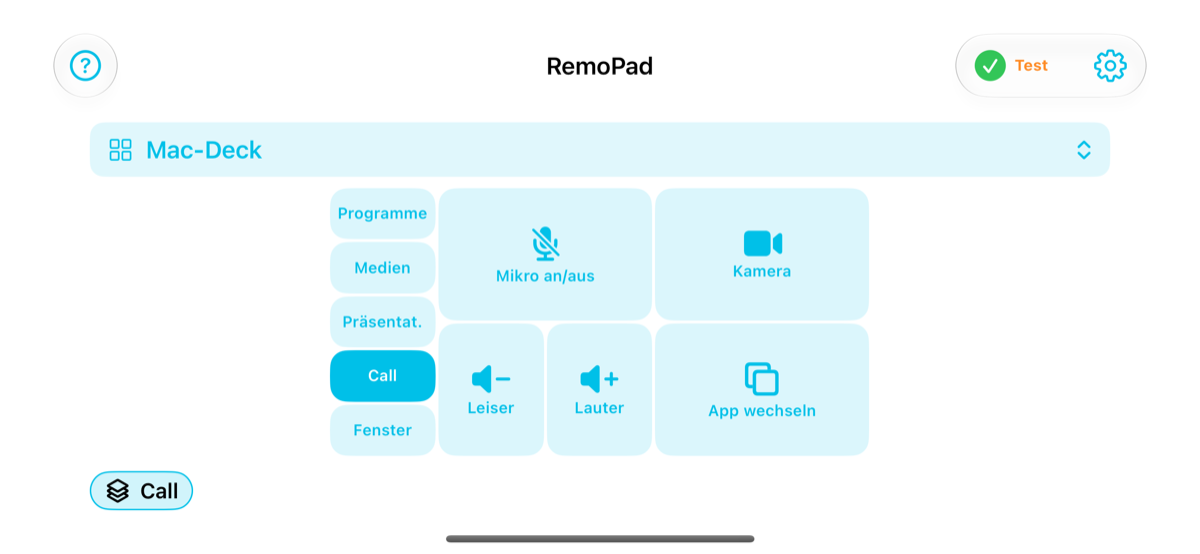 RemoPad
Test
Mac-Deck
Programme
Medien
Präsentat.
Call
Fenster
Mikro an/aus
Kamera
Leiser
Lauter
App wechseln
Call